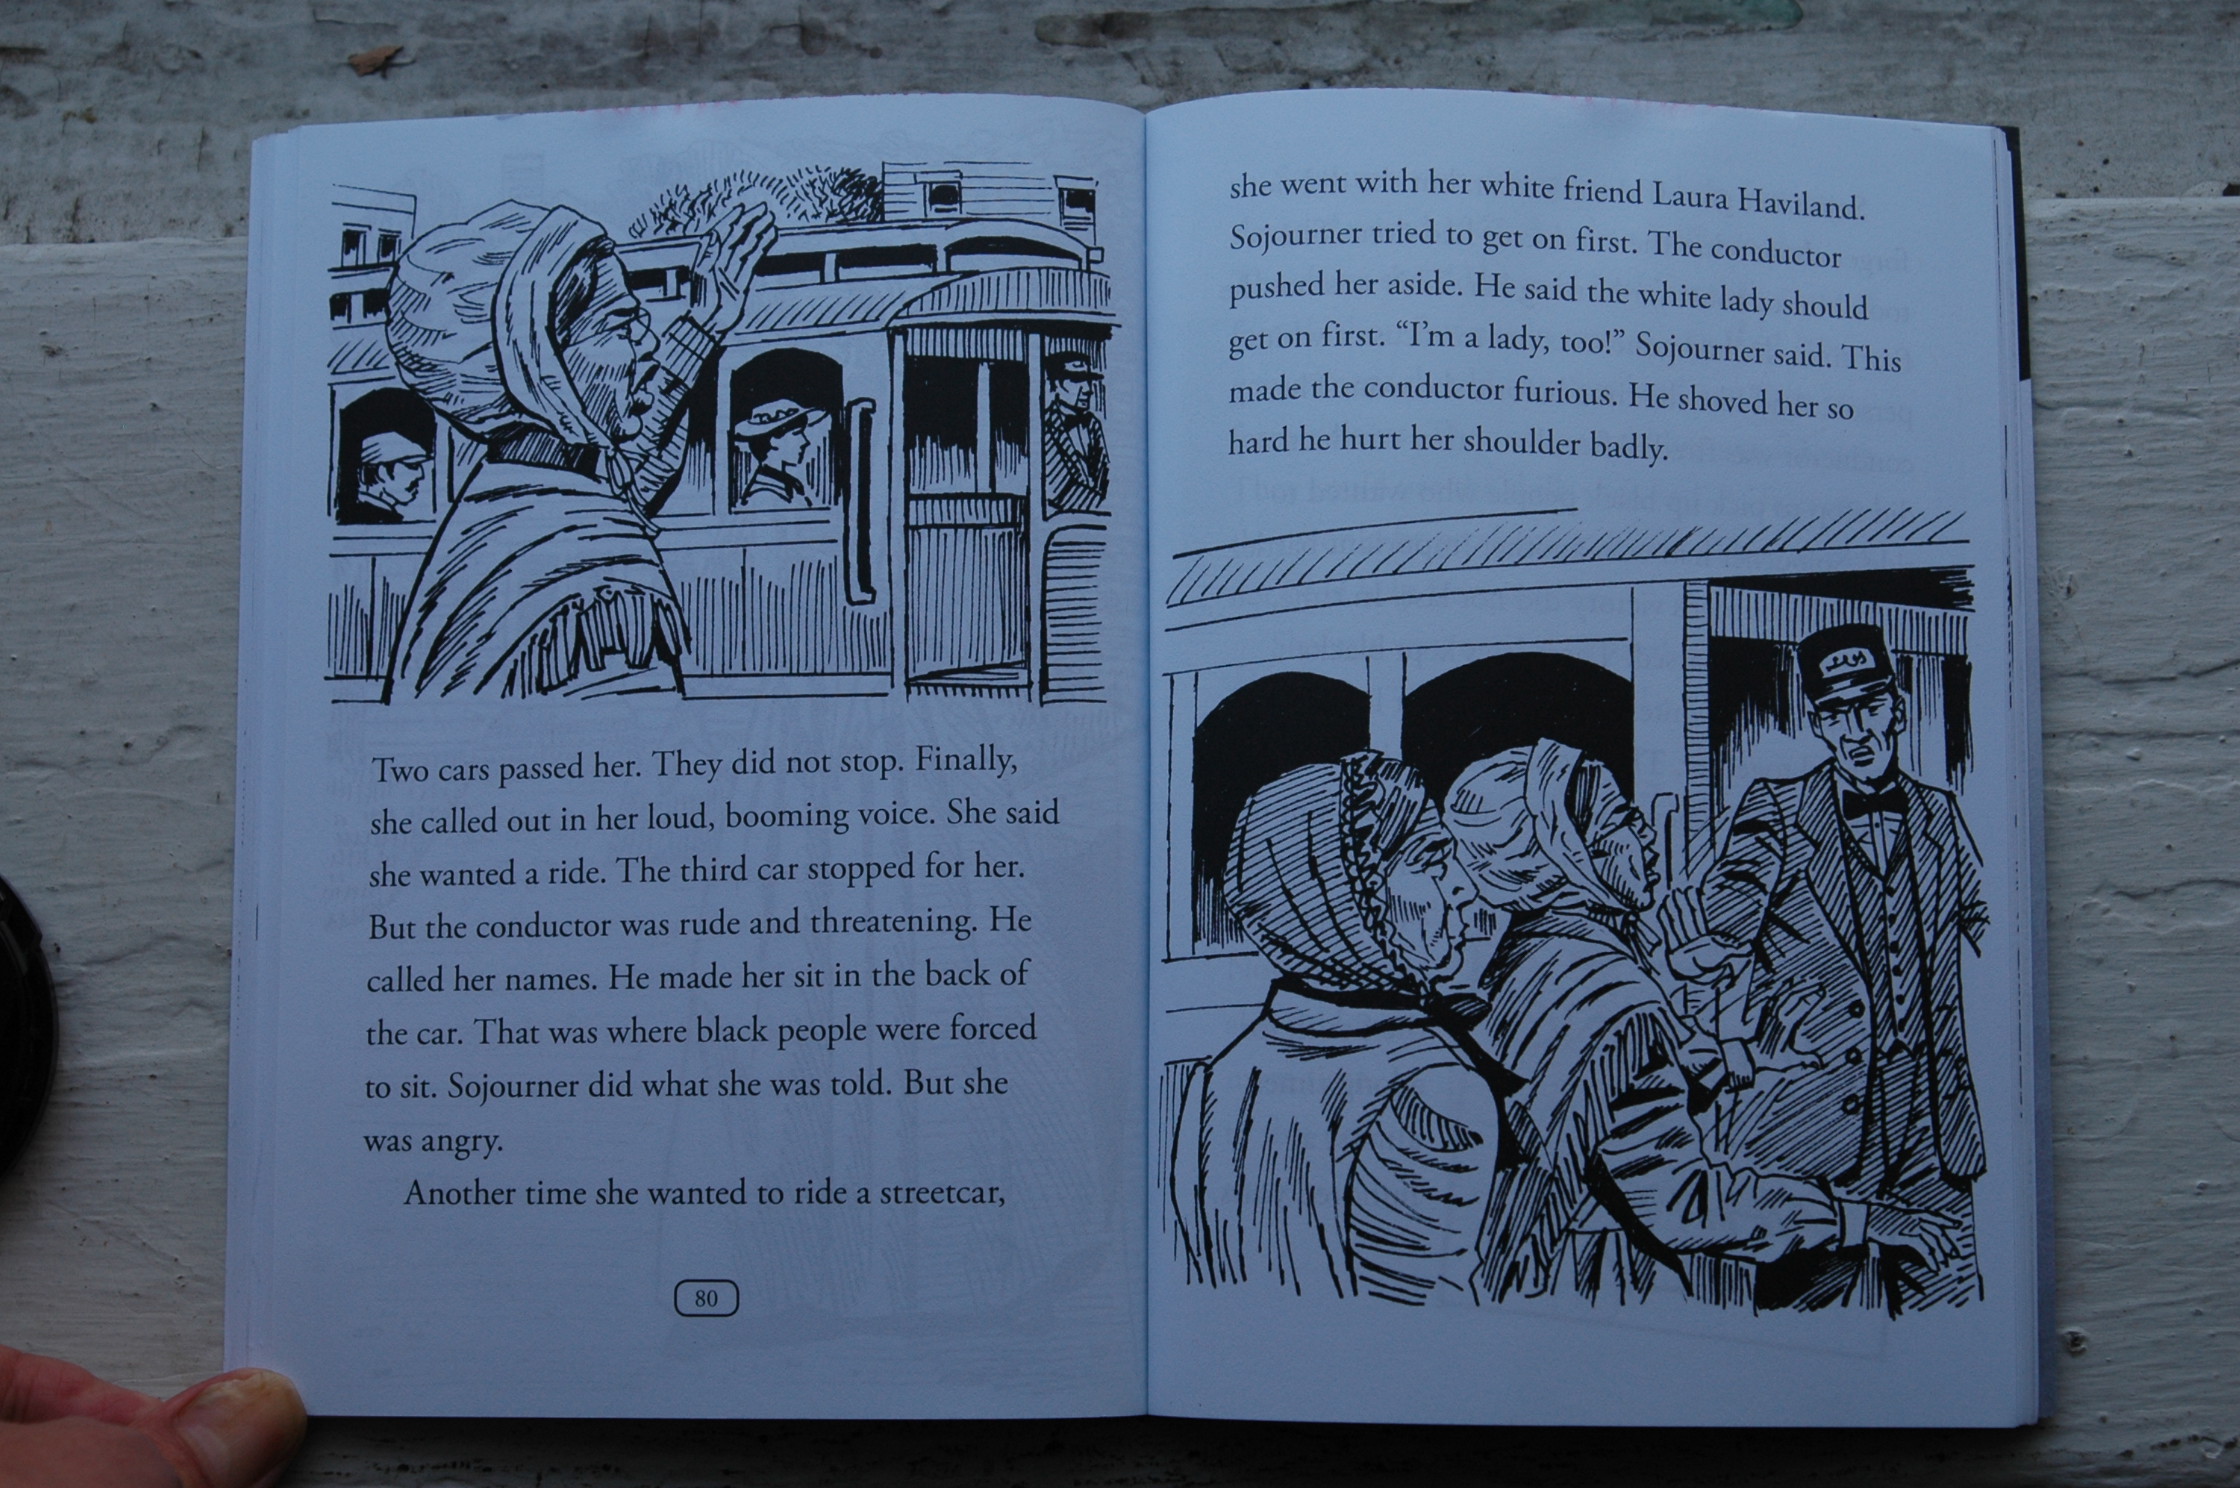 Two cars passed her. They did not stop. Finally,
she called out in her loud, booming voice. She said
she wanted a ride. The third car stopped for her.
But the conductor was rude and threatening. He
called her names. He made her sit in the back of
the car. That was where black people were forced
to sit. Sojourner did what she was told. But she
was angry.
Another time she wanted to ride a streetcar,
80
she went with her white friend Laura Haviland.
Sojourner tried to get on first. The conductor
pushed her aside. He said the white lady should
get on first. “I’m a lady, too!” Sojourner said. This
made the conductor furious. He shoved her so
hard he hurt her shoulder badly.